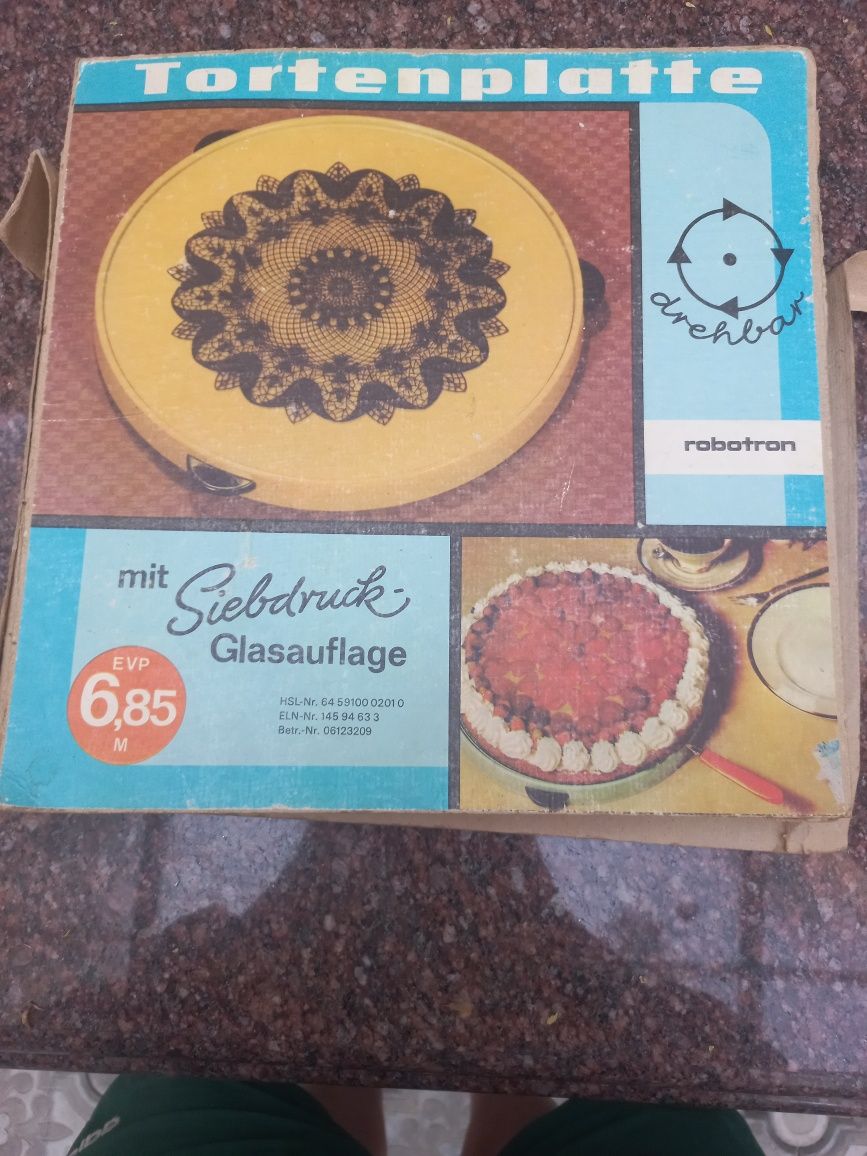 Tortenplatte
drehbar
robotron
mit Siebdruck-
Glasauflage
EVP
6,85
M
HSL-Nr. 64 59100 0201 0
ELN-Nr. 145 94 63 3
Betr.-Nr. 06123209